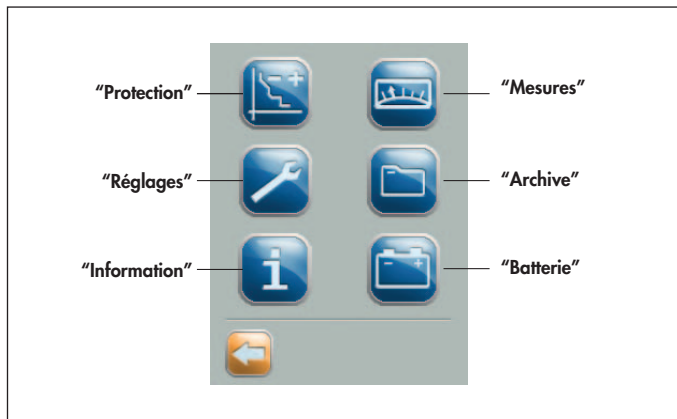 “Protection”
“Mesures”
“Réglages”
“Archive”
“Information”
“Batterie”